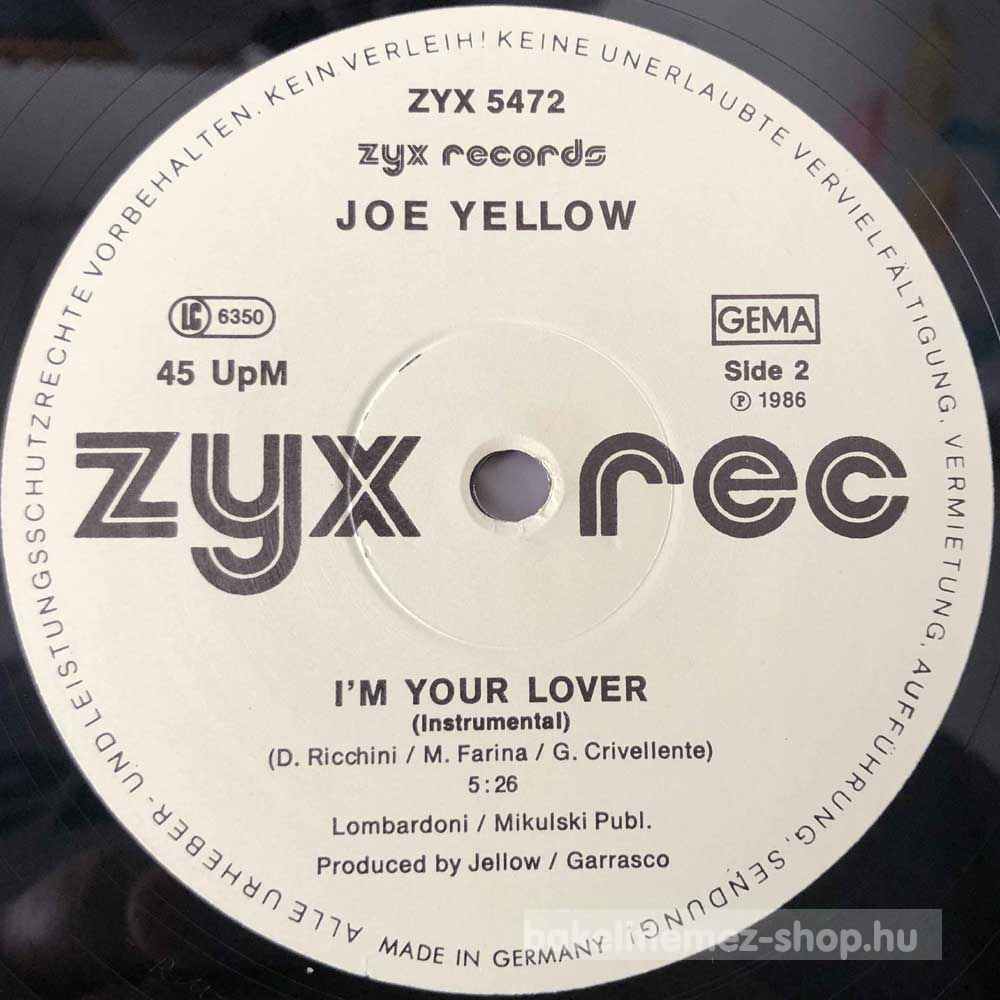 ALLE URHEBER- UND LEISTUNGSSCHUTZRECHTE VORBEHALTEN. KEIN VERLEIH! KEINE UNERLAUBTE VERVIELFÄLTIGUNG, VERMIETUNG, AUFFÜHRUNG, SENDUNG!
ZYX 5472
zyx records
JOE YELLOW
LC 6350
GEMA
45 UpM
Side 2
Ⓟ 1986
zyx rec
I'M YOUR LOVER
(Instrumental)
(D. Ricchini / M. Farina / G. Crivellente)
5:26
Lombardoni / Mikulski Publ.
Produced by Jellow / Garrasco
MADE IN GERMANY
bakelitlemez-shop.hu